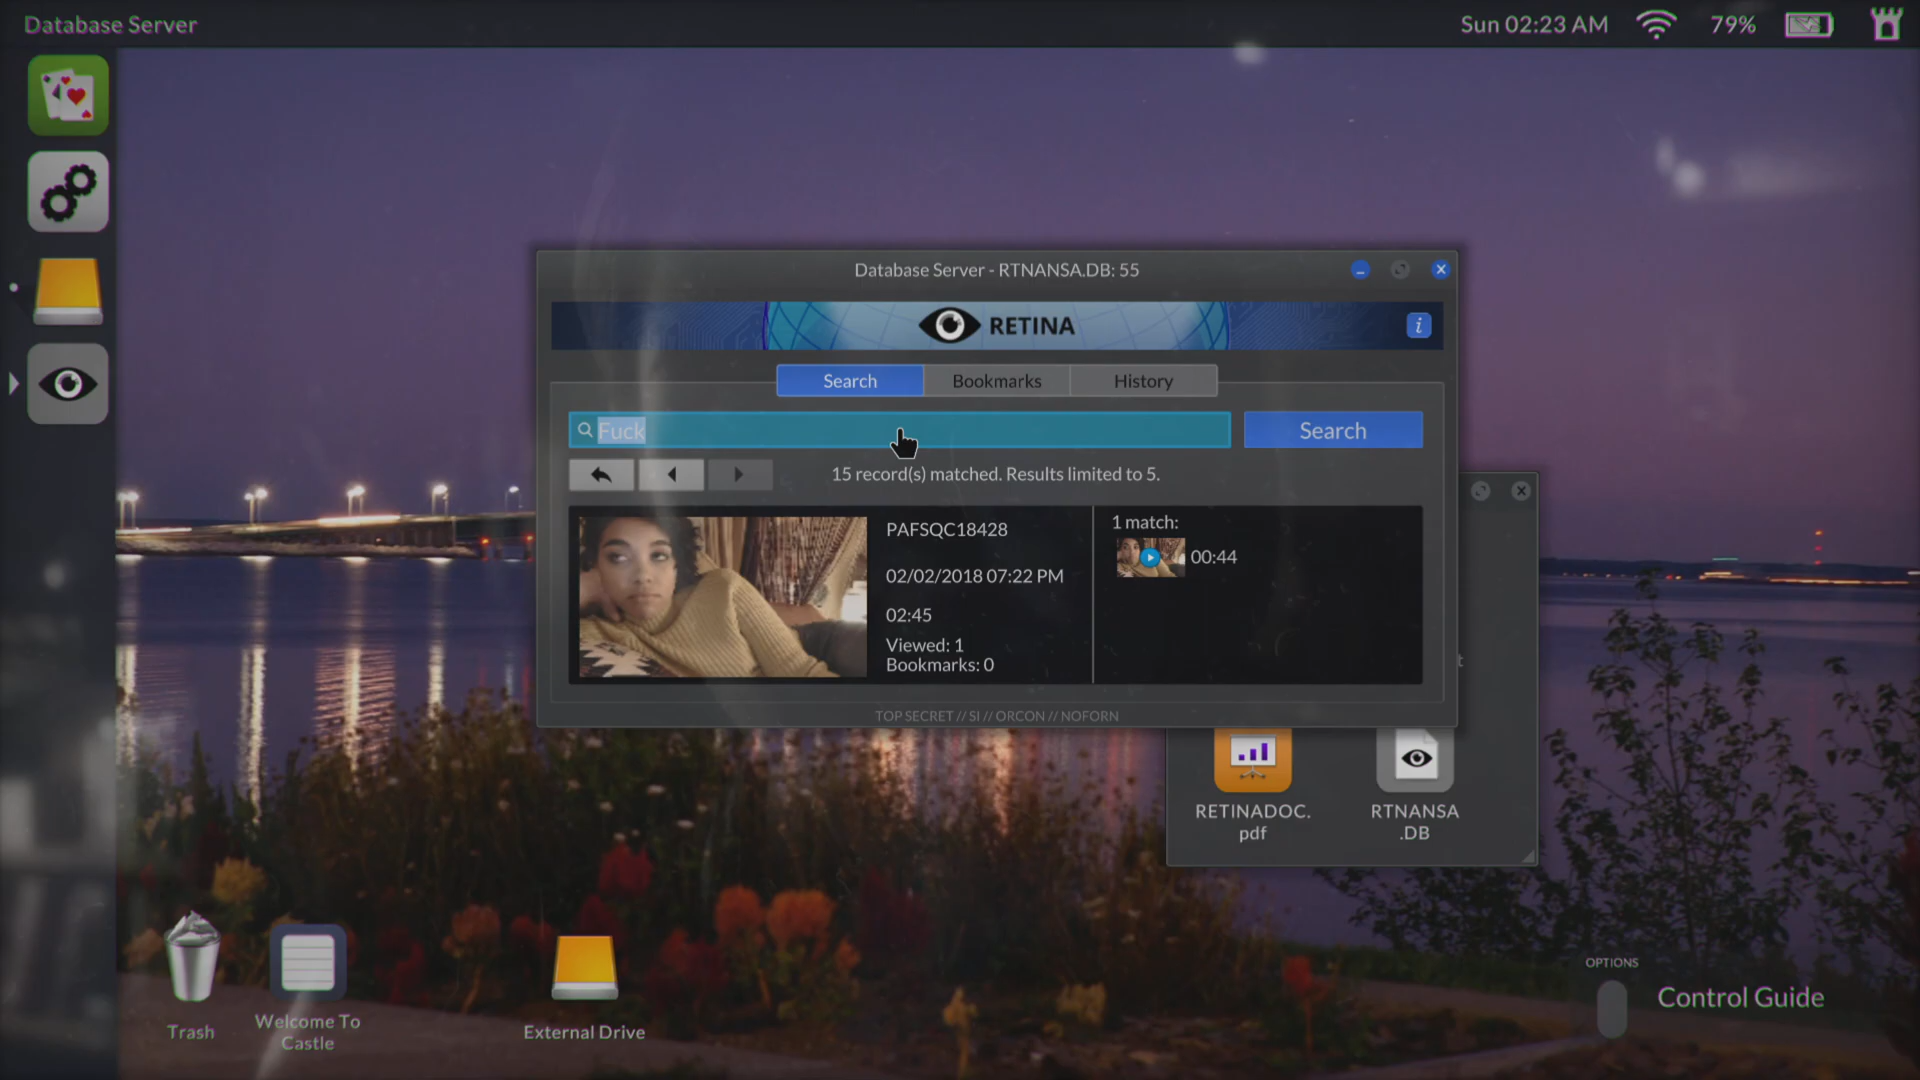 Database Server
Sun 02:23 AM
79%
Database Server - RTNANSA.DB: 55
RETINA
i
Search
Bookmarks
History
Fuck
Search
15 record(s) matched. Results limited to 5.
PAFSQC18428
02/02/2018 07:22 PM
02:45
Viewed: 1
Bookmarks: 0
1 match:
00:44
TOP SECRET // SI // ORCON // NOFORN
t
RETINADOC.
pdf
RTNANSA
.DB
Trash
Welcome To
Castle
External Drive
OPTIONS
Control Guide